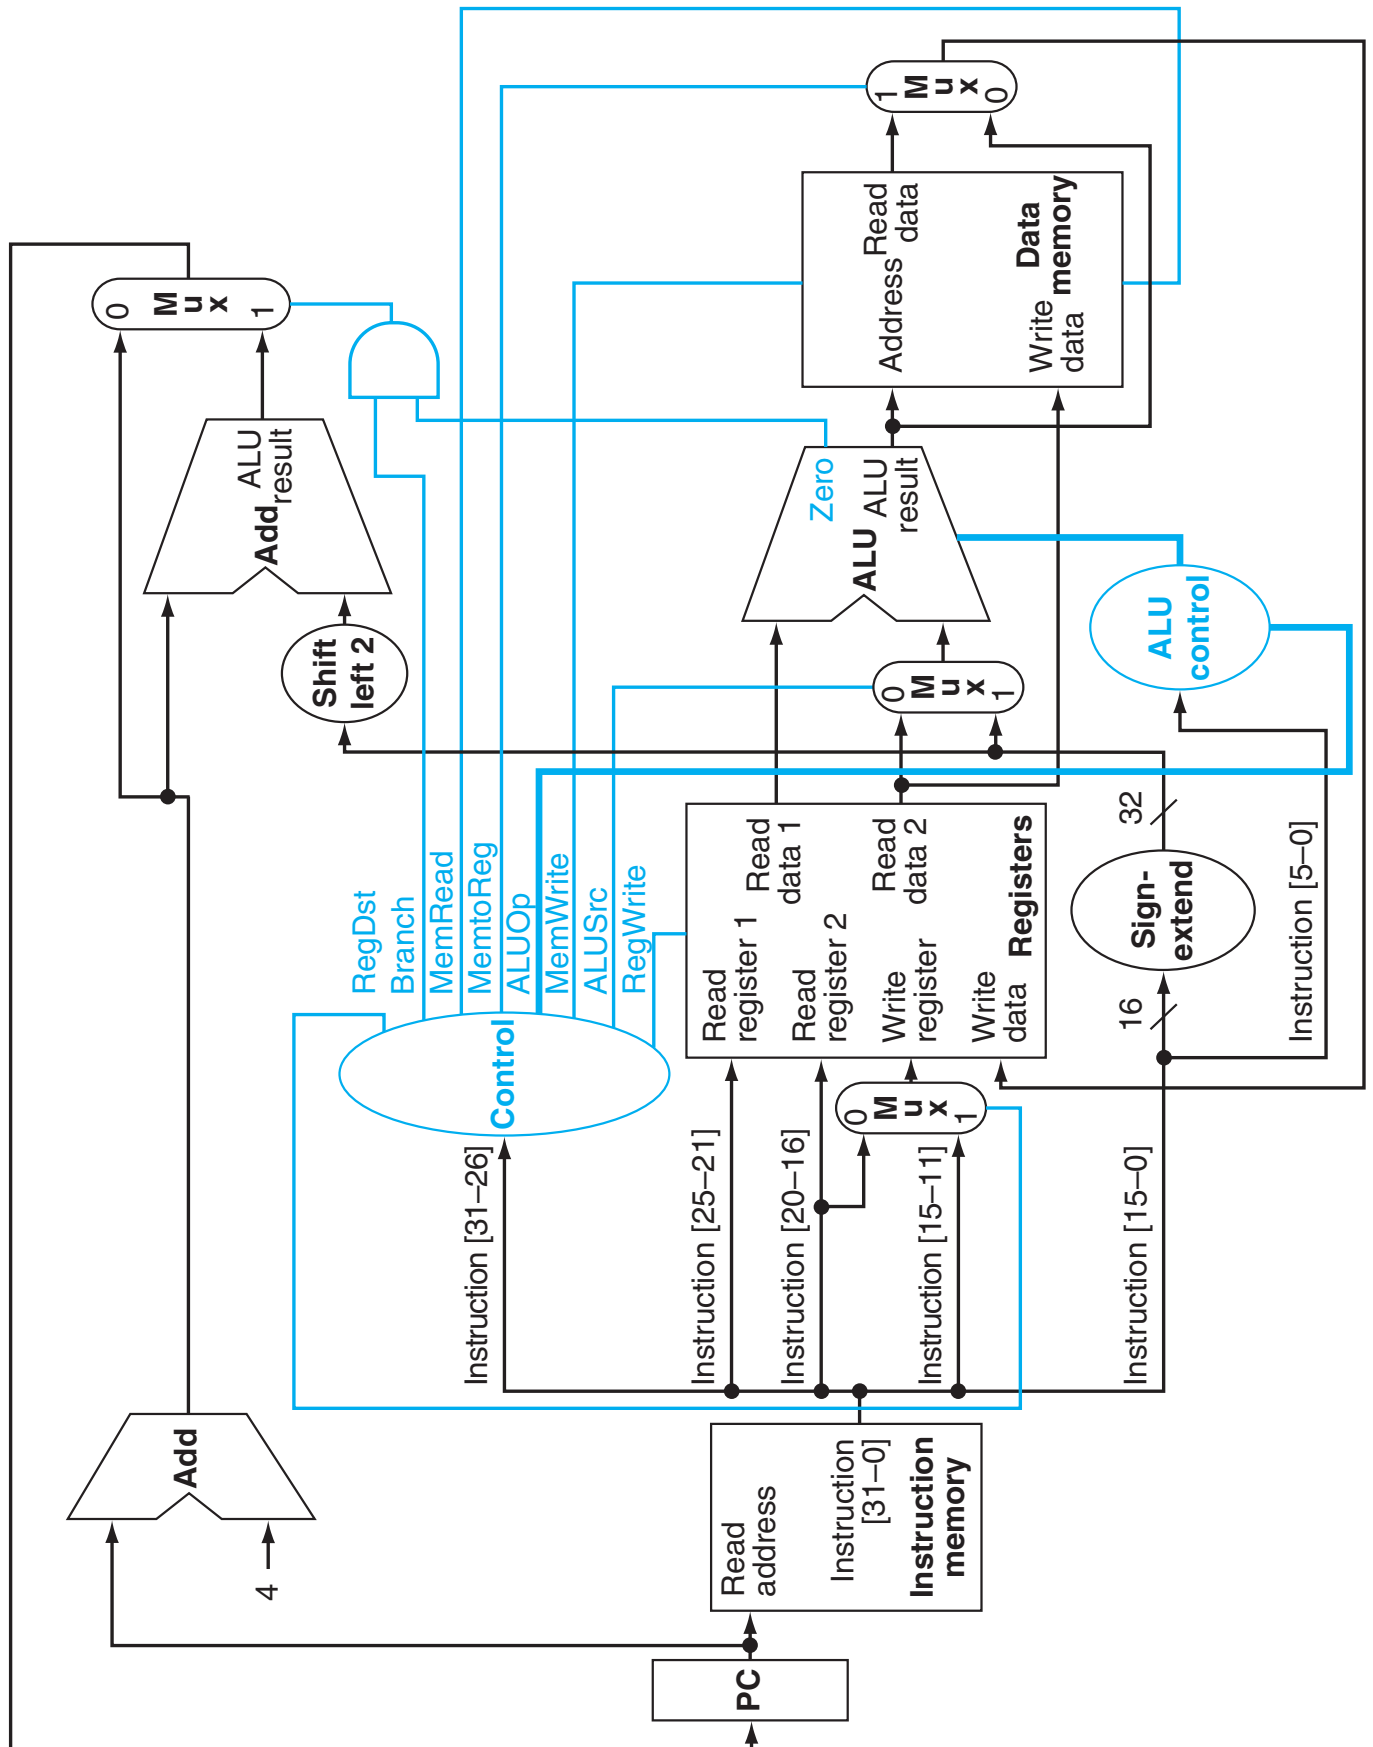 PC
4
Add
Read
address
Instruction
[31–0]
Instruction
memory
Instruction [31–26]
Instruction [25–21]
Instruction [20–16]
Instruction [15–11]
Instruction [15–0]
Control
RegDst
Branch
MemRead
MemtoReg
ALUOp
MemWrite
ALUSrc
RegWrite
0
M
u
x
1
Read
register 1
Read
register 2
Write
register
Write
data
Read
data 1
Read
data 2
Registers
16
Sign-
extend
32
Instruction [5–0]
Shift
left 2
Add
ALU
result
0
M
u
x
1
0
M
u
x
1
Zero
ALU
ALU
result
ALU
control
Address
Read
data
Write
data
Data
memory
1
M
u
x
0